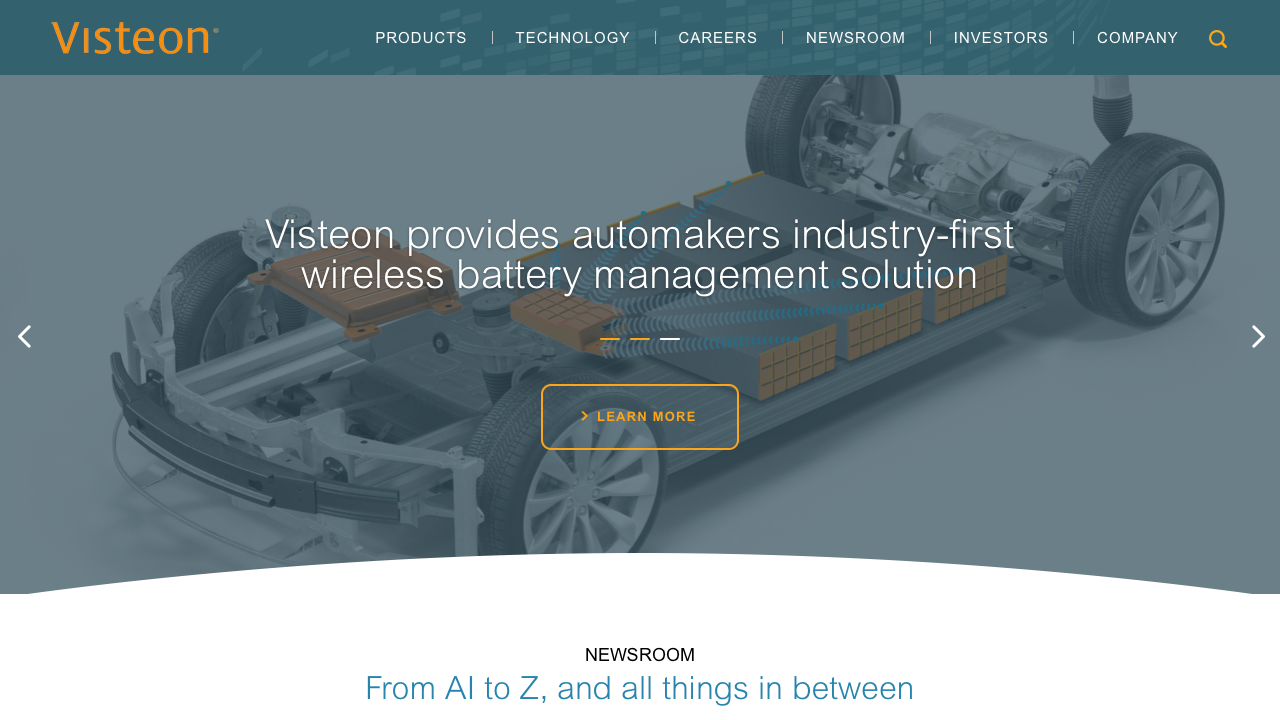 Visteon
PRODUCTS
TECHNOLOGY
CAREERS
NEWSROOM
INVESTORS
COMPANY
Visteon provides automakers industry-first
wireless battery management solution
LEARN MORE
NEWSROOM
From AI to Z, and all things in between